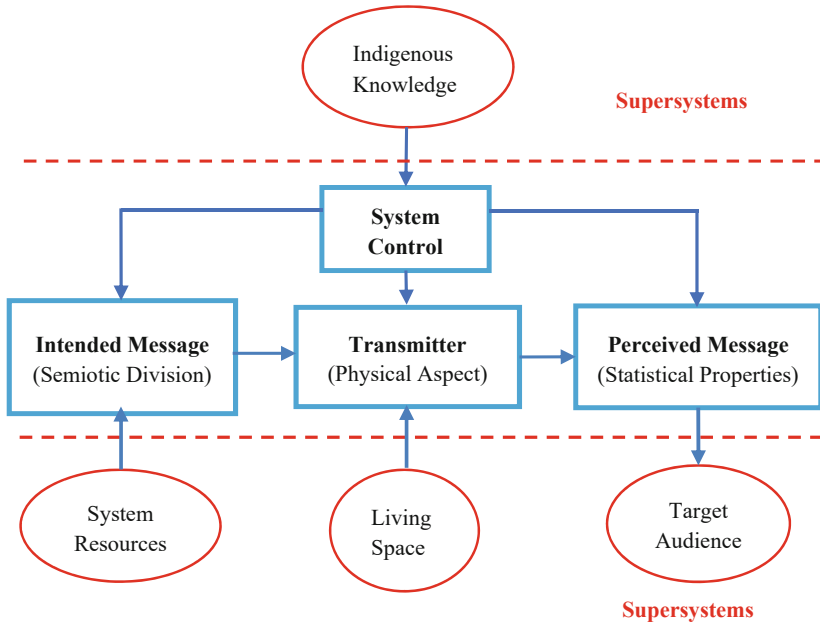 Indigenous
Knowledge
Supersystems
System
Control
Intended Message
(Semiotic Division)
Transmitter
(Physical Aspect)
Perceived Message
(Statistical Properties)
System
Resources
Living
Space
Target
Audience
Supersystems